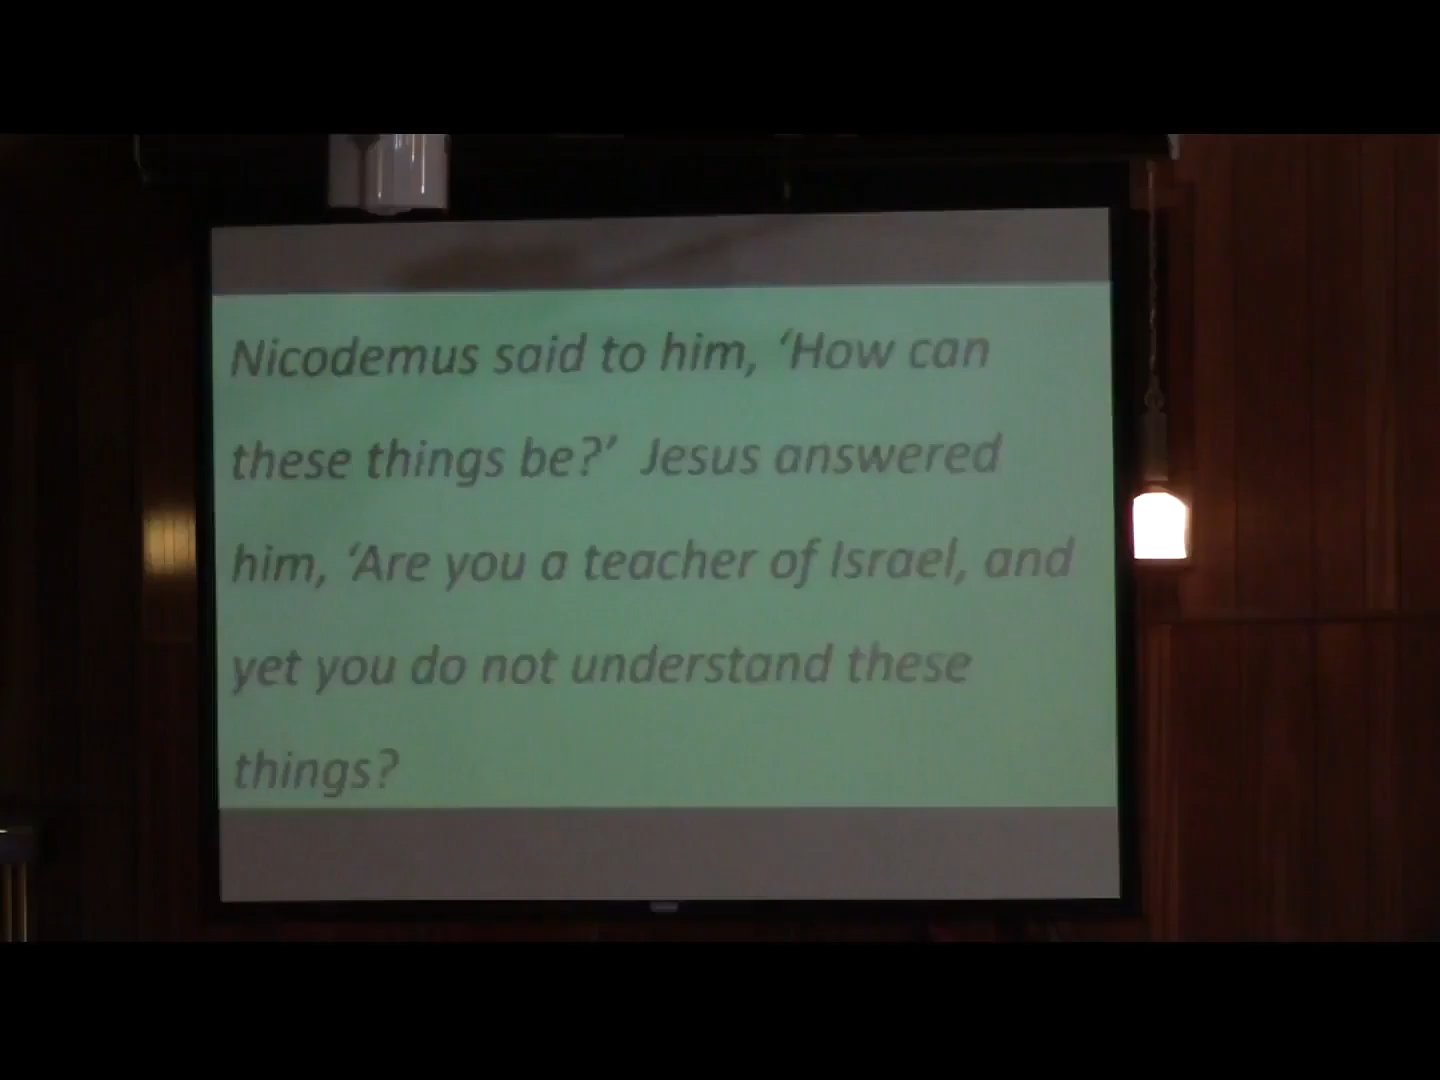 Nicodemus said to him, ‘How can
these things be?’ Jesus answered
him, ‘Are you a teacher of Israel, and
yet you do not understand these
things?